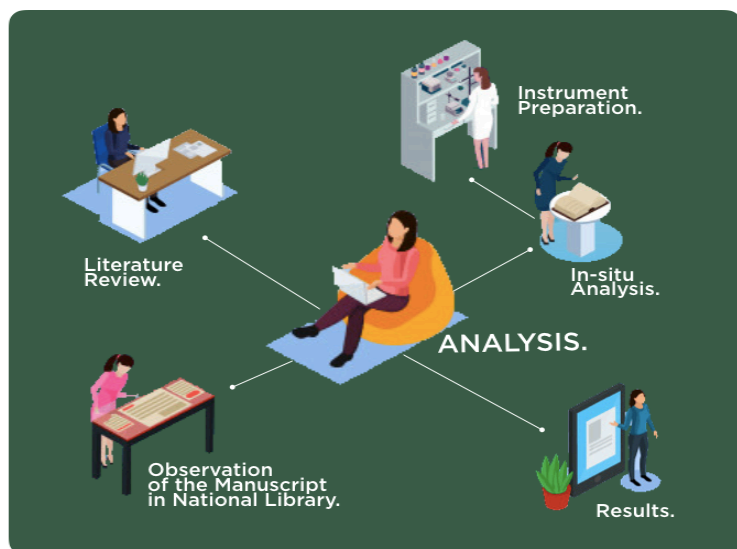 Instrument
Preparation.
Literature
Review.
In-situ
Analysis.
ANALYSIS.
Observation
of the Manuscript
in National Library.
Results.